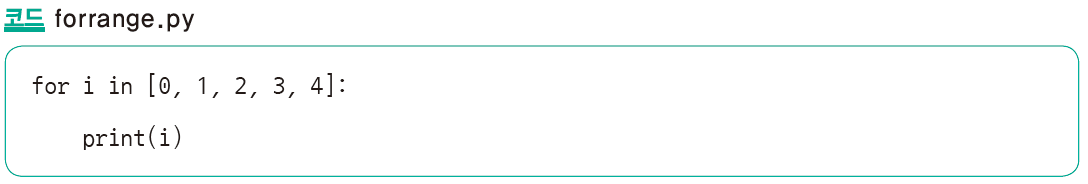 코드 forrange.py
for i in [0, 1, 2, 3, 4]:
    print(i)